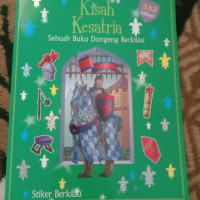 Kisah
Kesatria
Sebuah Buku Dongeng Berkilau
Stiker Berkilau